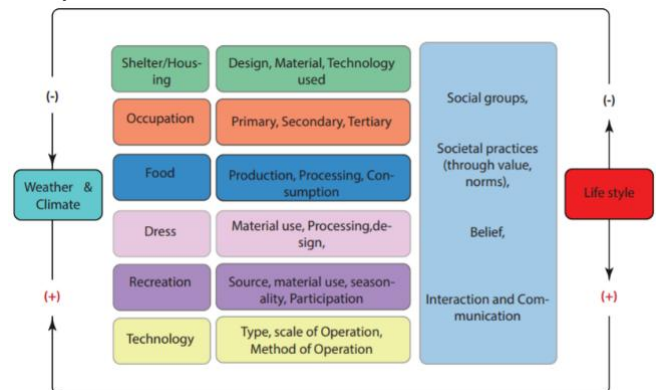 Shelter/Hous-
ing
Design, Material, Technology
used
Social groups,
(-)
(-)
Occupation
Primary, Secondary, Tertiary
Societal practices
(through value,
norms),
Food
Production, Processing, Con-
sumption
Weather &
Climate
Life style
Dress
Material use, Processing,de-
sign,
Belief,
Recreation
Source, material use, season-
ality, Participation
(+)
(+)
Interaction and Com-
munication
Technology
Type, scale of Operation,
Method of Operation